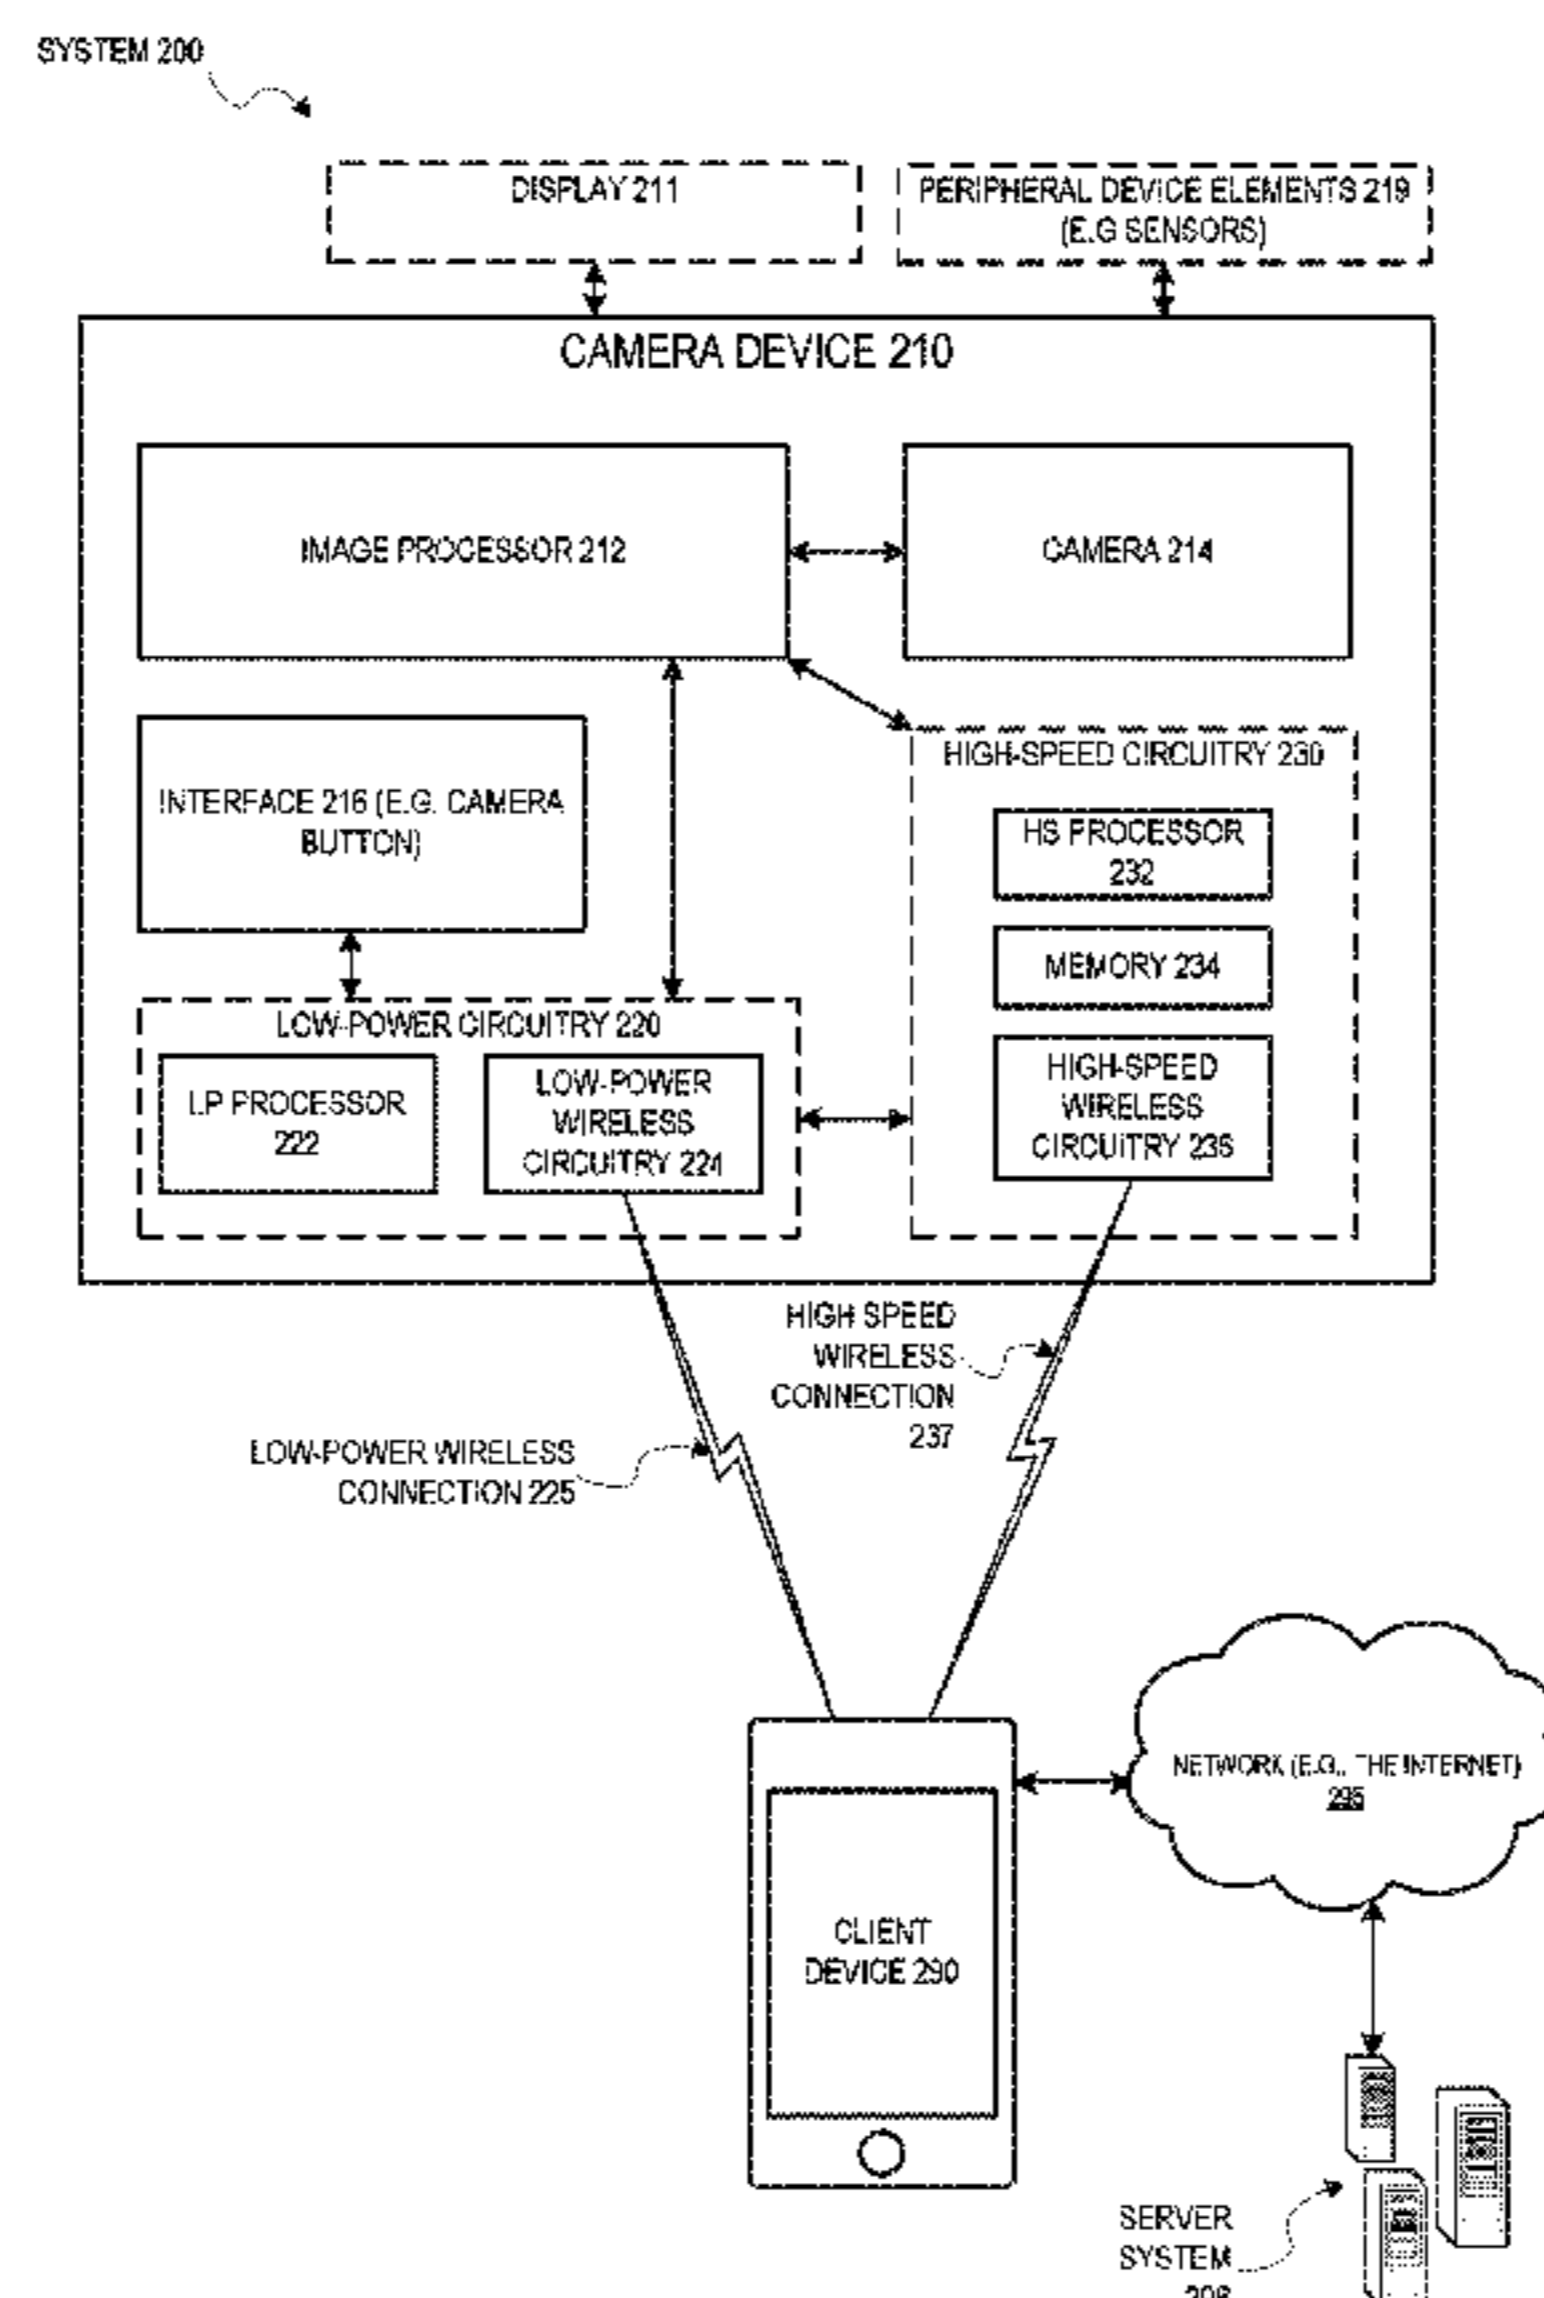 SYSTEM 200
DISPLAY 211
PERIPHERAL DEVICE ELEMENTS 219
(E.G SENSORS)
CAMERA DEVICE 210
IMAGE PROCESSOR 212
CAMERA 214
INTERFACE 216 (E.G. CAMERA
BUTTON)
HIGH-SPEED CIRCUITRY 230
HS PROCESSOR
232
MEMORY 234
HIGH-SPEED
WIRELESS
CIRCUITRY 236
LOW-POWER CIRCUITRY 220
LP PROCESSOR
222
LOW-POWER
WIRELESS
CIRCUITRY 224
HIGH SPEED
WIRELESS
CONNECTION
237
LOW-POWER WIRELESS
CONNECTION 225
NETWORK (E.G., THE INTERNET)
295
CLIENT
DEVICE 290
SERVER
SYSTEM